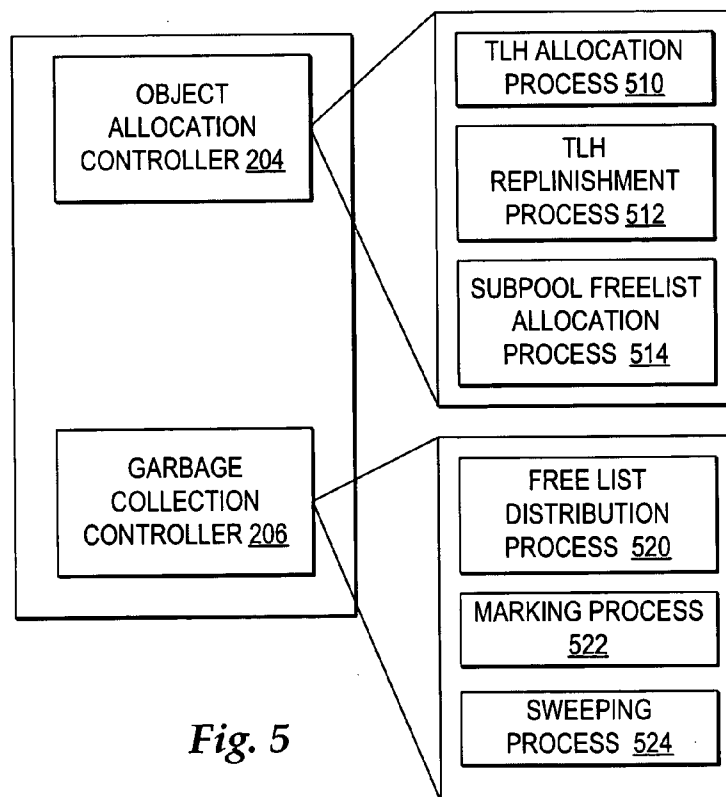 OBJECT
ALLOCATION
CONTROLLER 204
TLH ALLOCATION
PROCESS 510
TLH
REPLINISHMENT
PROCESS 512
SUBPOOL FREELIST
ALLOCATION
PROCESS 514
GARBAGE
COLLECTION
CONTROLLER 206
FREE LIST
DISTRIBUTION
PROCESS 520
MARKING PROCESS
522
SWEEPING
PROCESS 524
Fig. 5